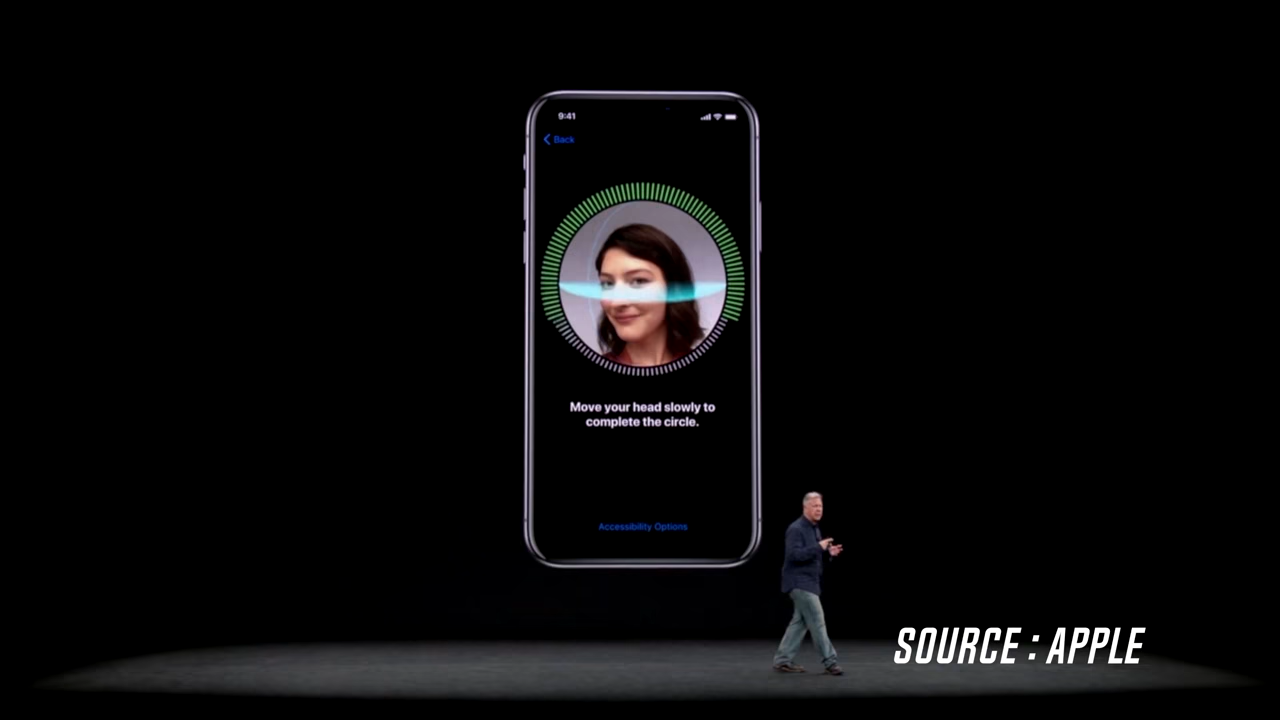 9:41
Back
Move your head slowly to
complete the circle.
Accessibility Options
SOURCE : APPLE